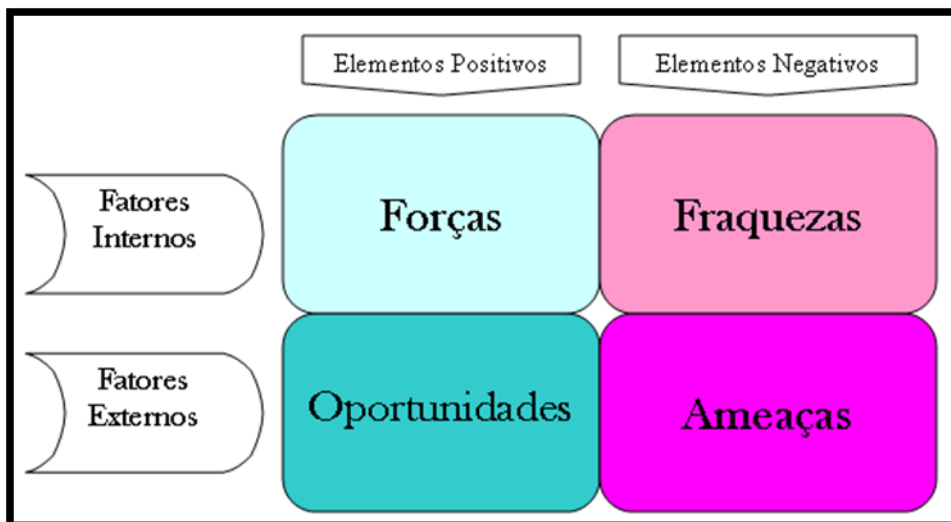 Elementos Positivos
Elementos Negativos
Fatores
Internos
Forças
Fraquezas
Fatores
Externos
Oportunidades
Ameaças